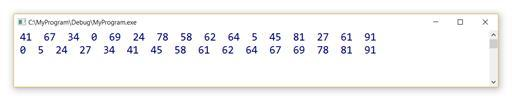 C:\MyProgram\Debug\MyProgram.exe
41 67 34 0 69 24 78 58 62 64 5 45 81 27 61 91
0 5 24 27 34 41 45 58 61 62 64 67 69 78 81 91